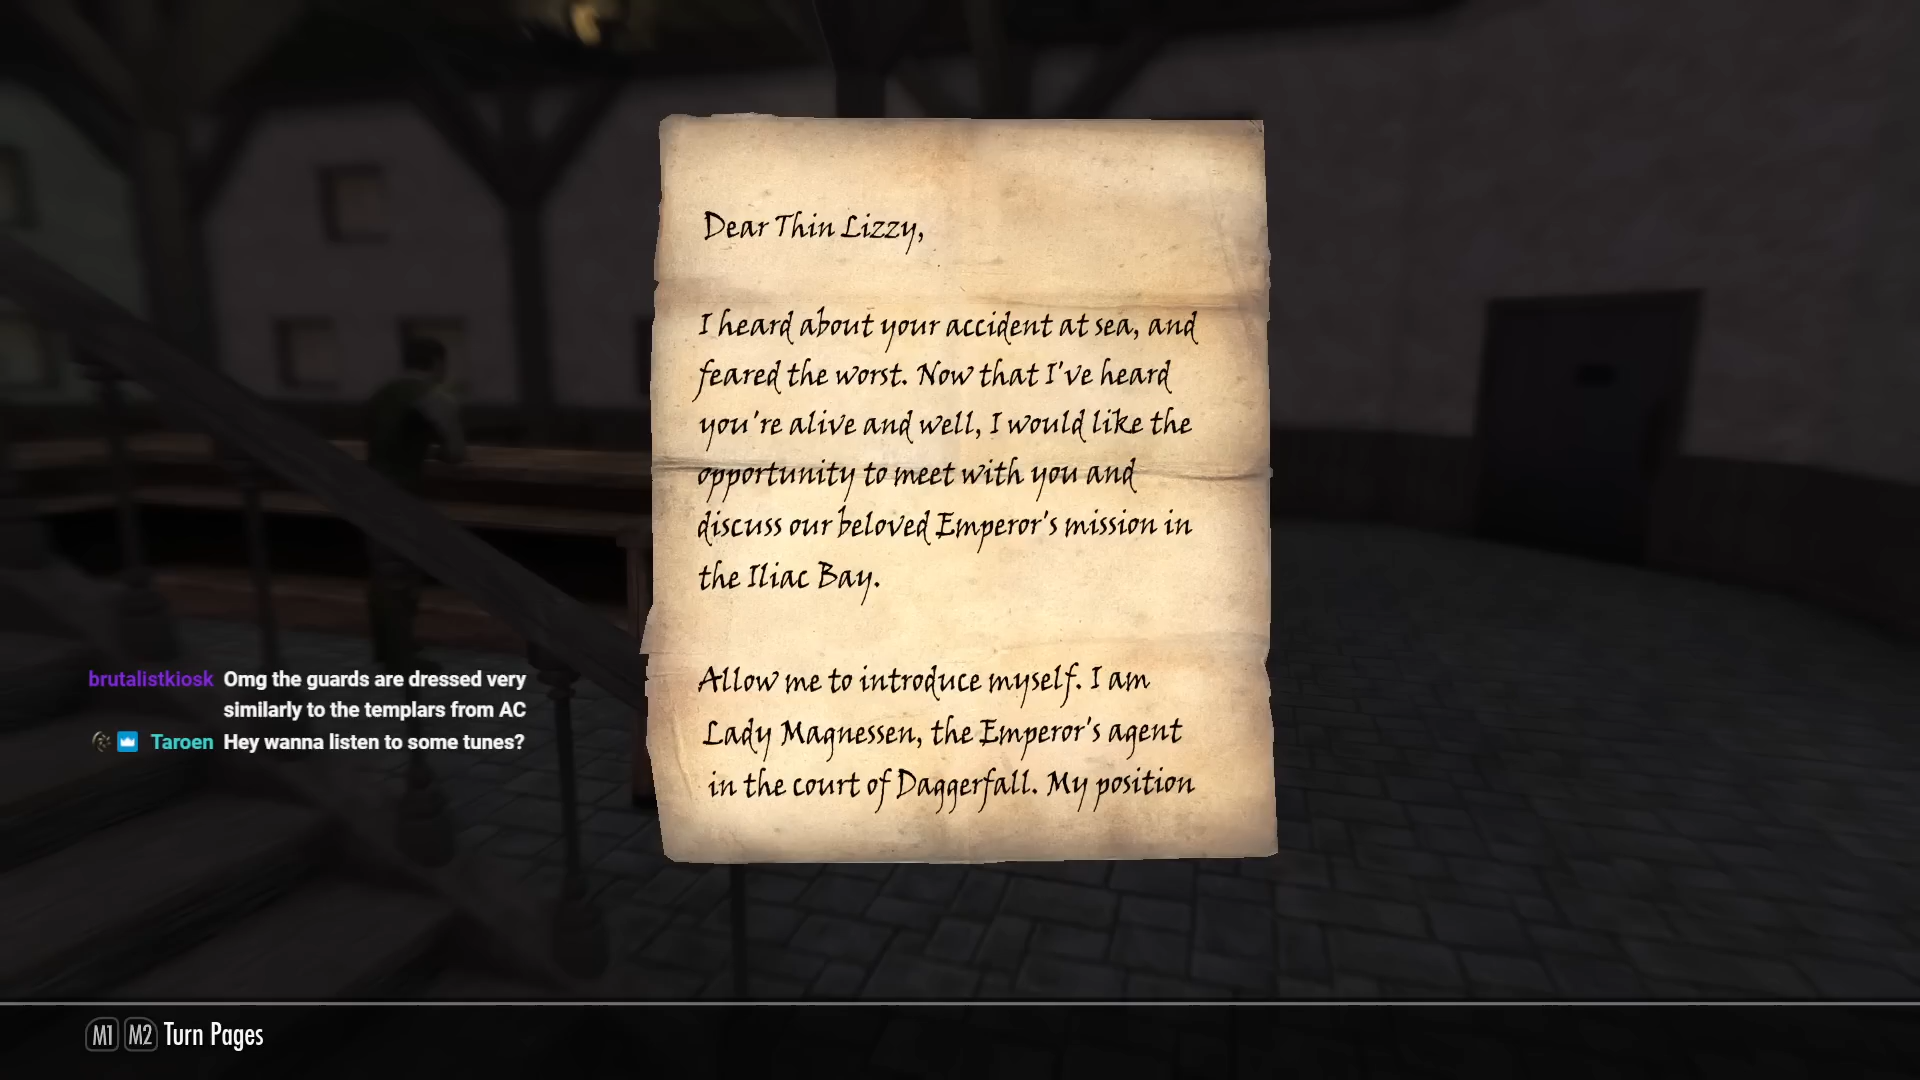 Dear Thin Lizzy,
I heard about your accident at sea, and
feared the worst. Now that I've heard
you're alive and well, I would like the
opportunity to meet with you and
discuss our beloved Emperor's mission in
the Iliac Bay.
Allow me to introduce myself. I am
Lady Magnessen, the Emperor's agent
in the court of Daggerfall. My position
brutalistkiosk Omg the guards are dressed very
similarly to the templars from AC
Taroen Hey wanna listen to some tunes?
M1 M2 Turn Pages